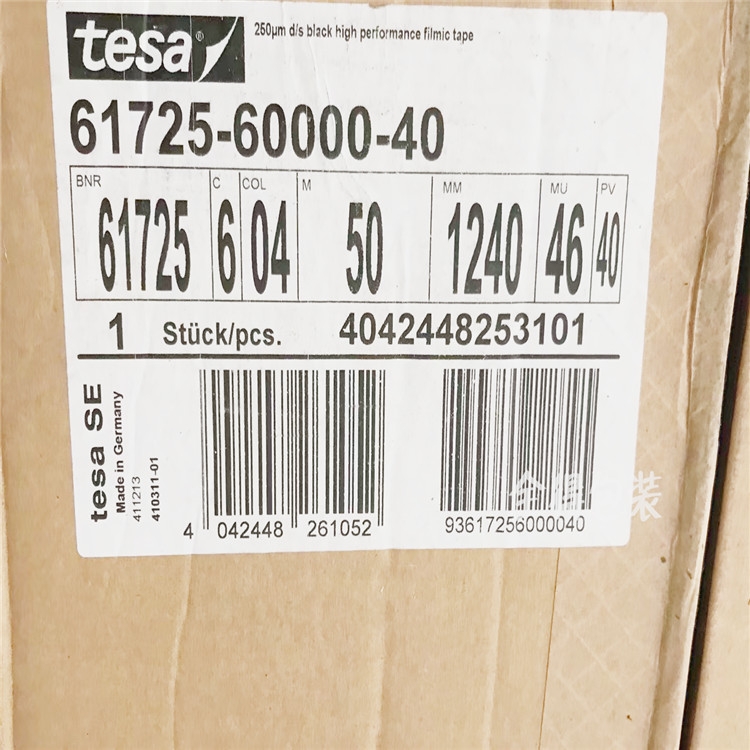 tesa®
250µm d/s black high performance filmic tape
61725-60000-40
BNR C COL M MM MU PV
61725 6 04 50 1240 46 40
1 Stück/pcs. 4042448253101
tesa SE
Made in Germany
411213
410311-01
4 042448 261052
93617256000040